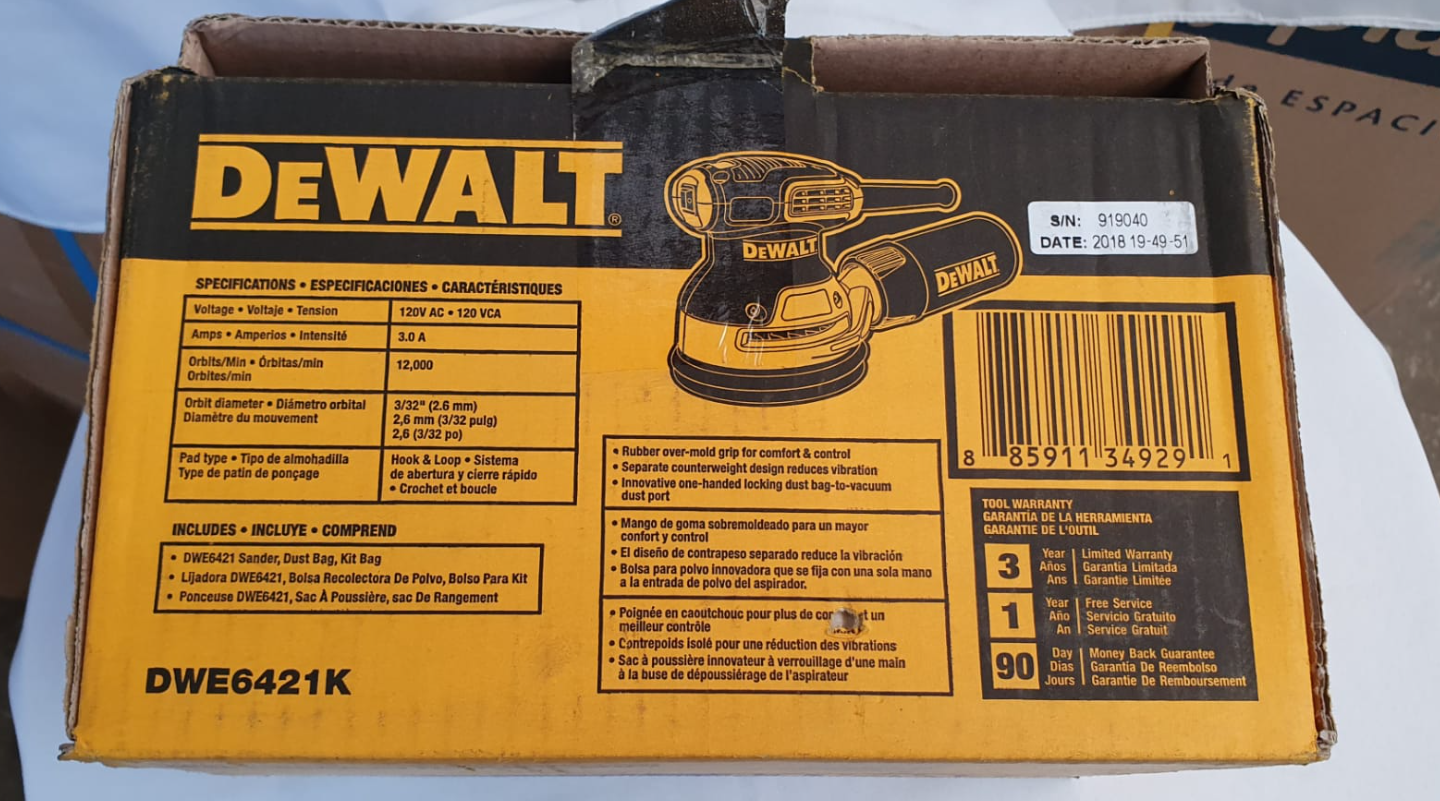 DEWALT®
DEWALT
DEWALT
S/N: 919040
DATE: 2018 19-49-51
de ESPACI
SPECIFICATIONS • ESPECIFICACIONES • CARACTÉRISTIQUES
Voltage • Voltaje • Tension 120V AC • 120 VCA
Amps • Amperios • Intensité 3.0 A
Orbits/Min • Órbitas/min 12,000
Orbites/min
Orbit diameter • Diámetro orbital 3/32" (2.6 mm)
Diamètre du mouvement 2,6 mm (3/32 pulg)
2,6 (3/32 po)
Pad type • Tipo de almohadilla Hook & Loop • Sistema
Type de patin de ponçage de abertura y cierre rápido
• Crochet et boucle
INCLUDES • INCLUYE • COMPREND
• DWE6421 Sander, Dust Bag, Kit Bag
• Lijadora DWE6421, Bolsa Recolectora De Polvo, Bolso Para Kit
• Ponceuse DWE6421, Sac À Poussière, sac De Rangement
DWE6421K
• Rubber over-mold grip for comfort & control
• Separate counterweight design reduces vibration
• Innovative one-handed locking dust bag-to-vacuum
dust port
• Mango de goma sobremoldeado para un mayor
confort y control
• El diseño de contrapeso separado reduce la vibración
• Bolsa para polvo innovadora que se fija con una sola mano
a la entrada de polvo del aspirador.
• Poignée en caoutchouc pour plus de et un
meilleur contrôle
• Contrepoids isolé pour une réduction des vibrations
• Sac à poussière innovateur à verrouillage d'une main
à la buse de dépoussiérage de l'aspirateur
8 85911 34929 1
TOOL WARRANTY
GARANTÍA DE LA HERRAMIENTA
GARANTIE DE L'OUTIL
3 Year Limited Warranty
Años Garantía Limitada
Ans Garantie Limitée
1 Year Free Service
Año Servicio Gratuito
An Service Gratuit
90 Day Money Back Guarantee
Dias Garantía De Reembolso
Jours Garantie De Remboursement